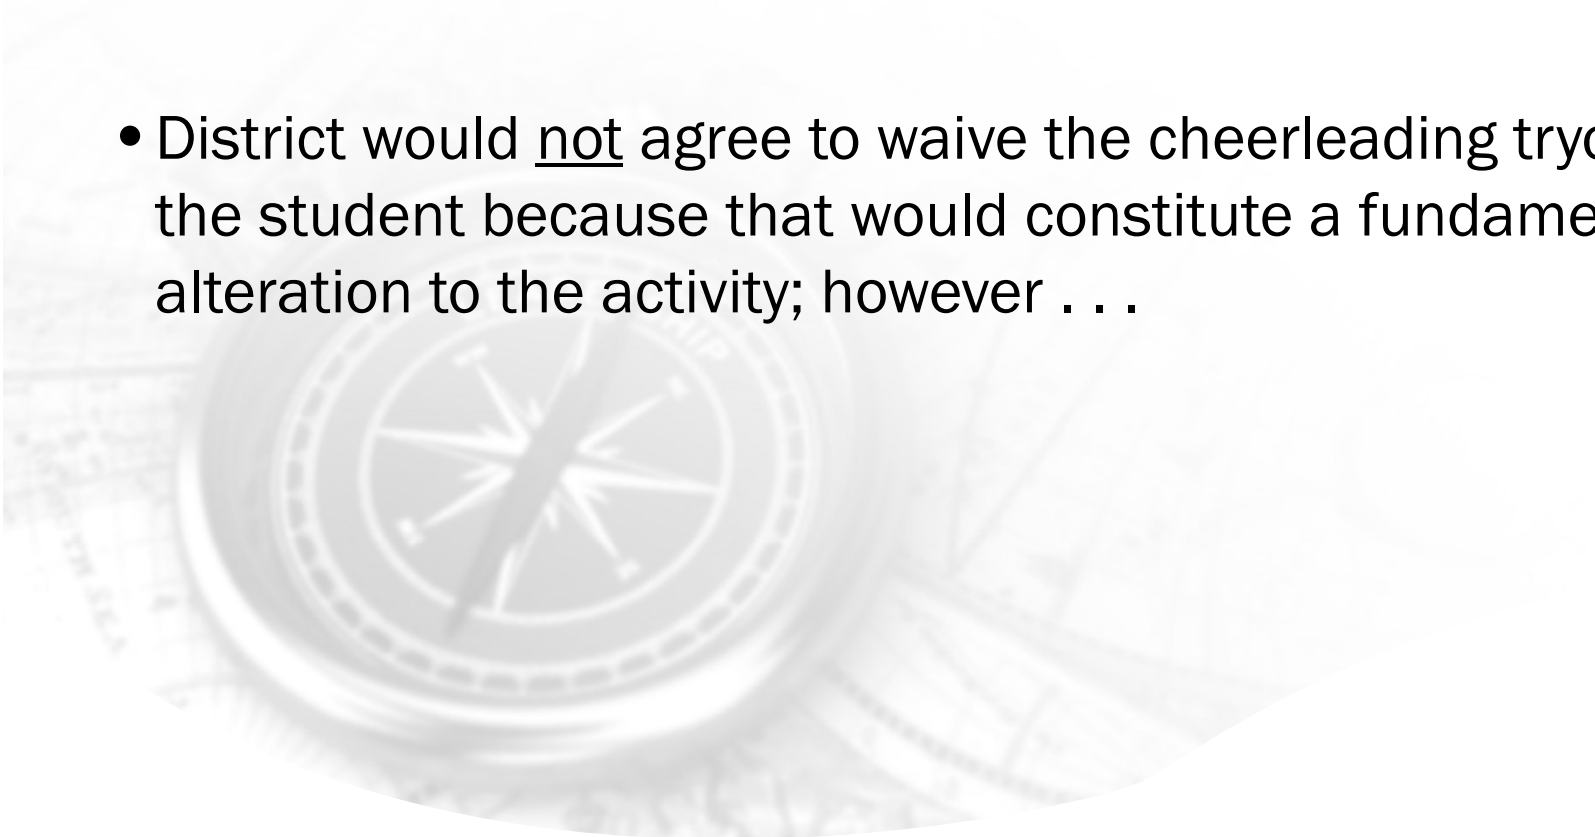 • District would not agree to waive the cheerleading
the student because that would constitute a
alteration to the activity; however . . .